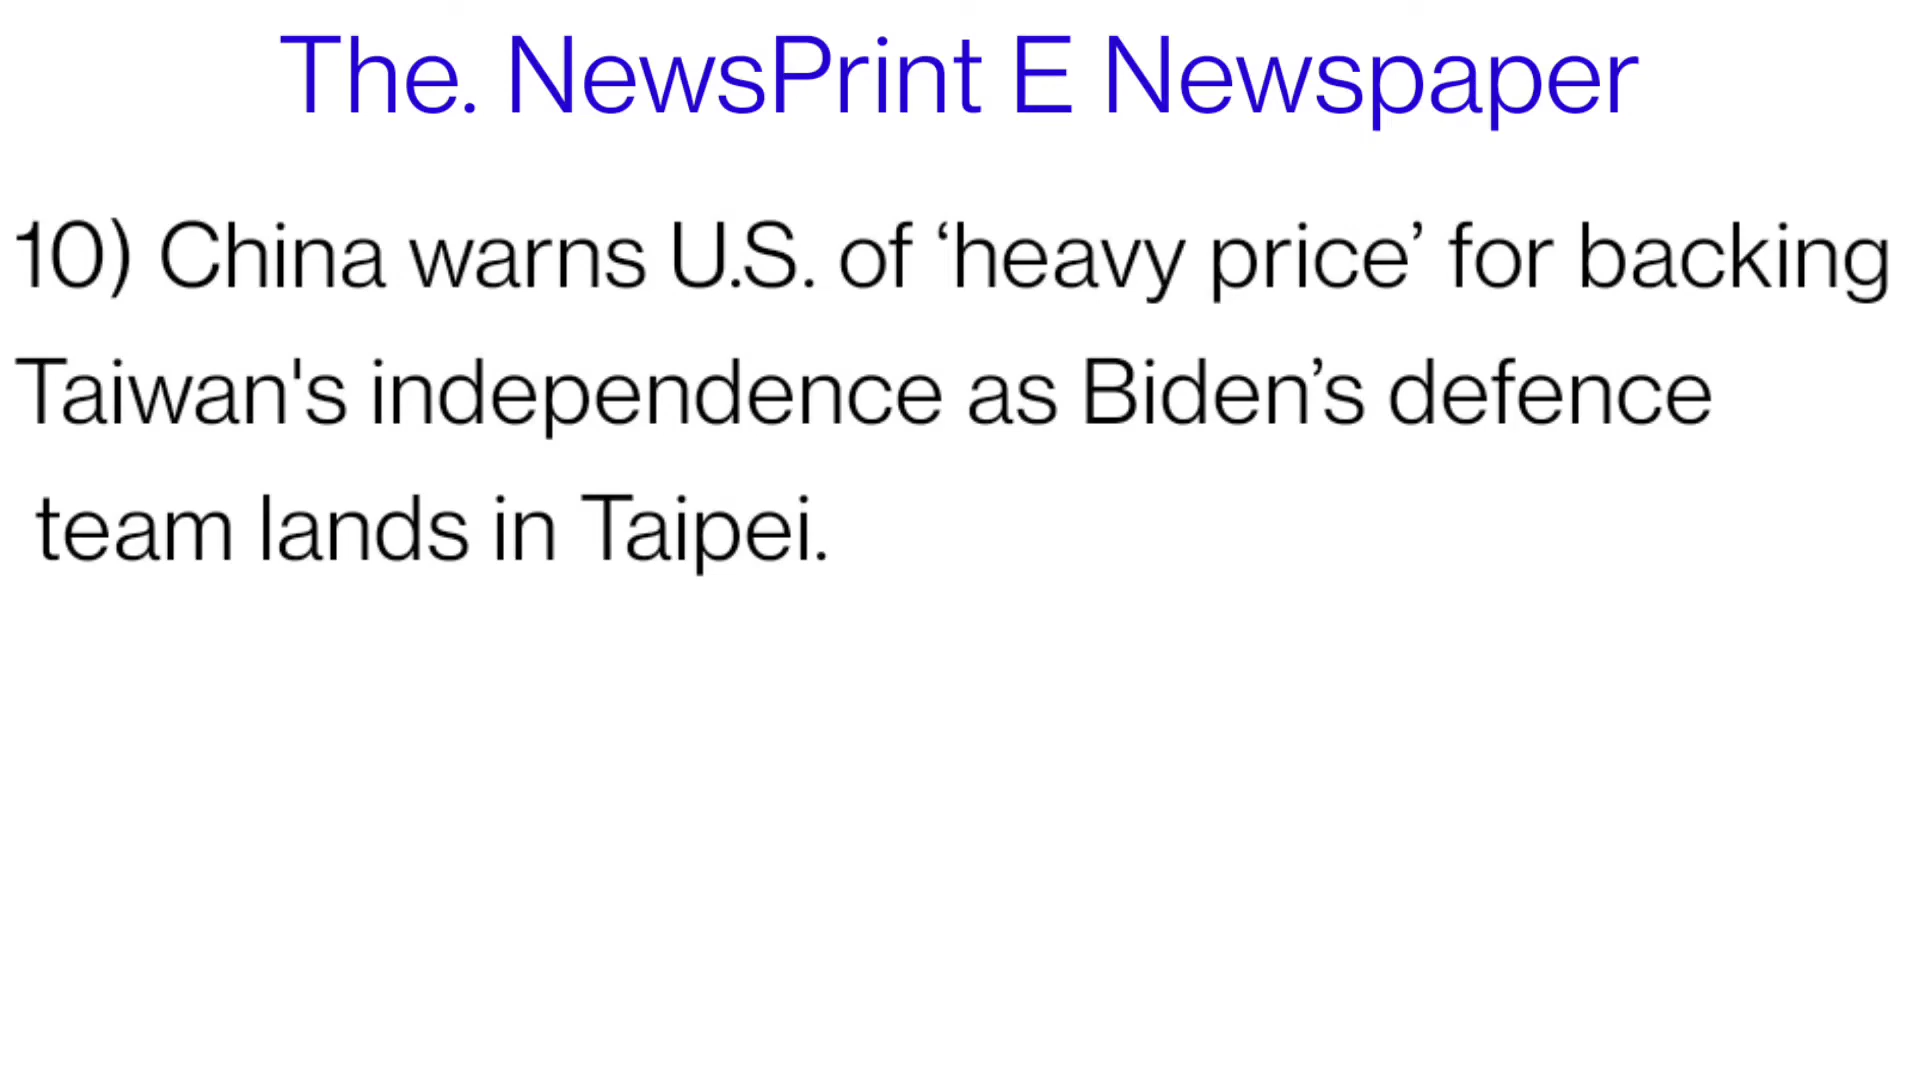 The. NewsPrint E Newspaper
10) China warns U.S. of ‘heavy price’ for backing
Taiwan's independence as Biden’s defence
team lands in Taipei.